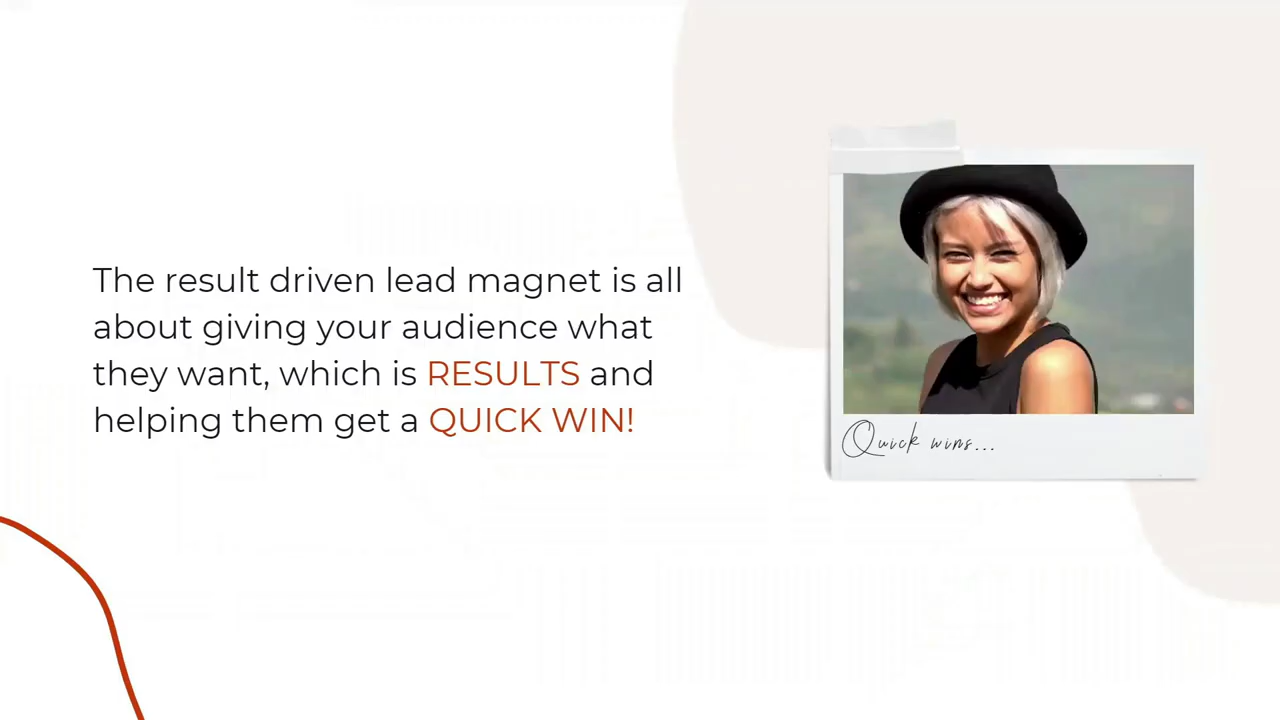 The result driven lead magnet is all
about giving your audience what
they want, which is RESULTS and
helping them get a QUICK WIN!
Quick wins...